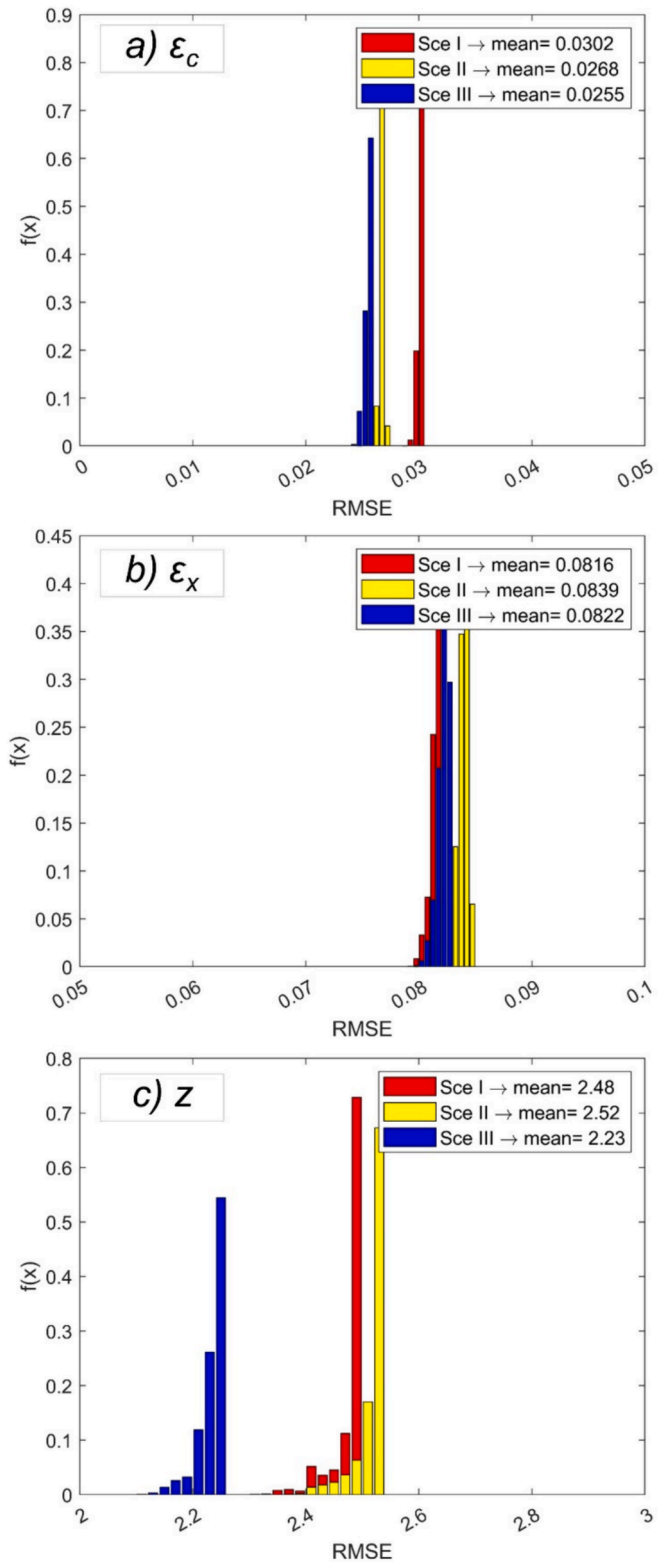 a) εc
Sce I → mean= 0.0302
Sce II → mean= 0.0268
Sce III → mean= 0.0255
0.9
0.8
0.7
0.6
0.5
0.4
0.3
0.2
0.1
0
f(x)
0
0.01
0.02
0.03
0.04
0.05
RMSE
b) εx
Sce I → mean= 0.0816
Sce II → mean= 0.0839
Sce III → mean= 0.0822
0.45
0.4
0.35
0.3
0.25
0.2
0.15
0.1
0.05
0
f(x)
0.05
0.06
0.07
0.08
0.09
0.1
RMSE
c) z
Sce I → mean= 2.48
Sce II → mean= 2.52
Sce III → mean= 2.23
0.8
0.7
0.6
0.5
0.4
0.3
0.2
0.1
0
f(x)
2
2.2
2.4
2.6
2.8
3
RMSE